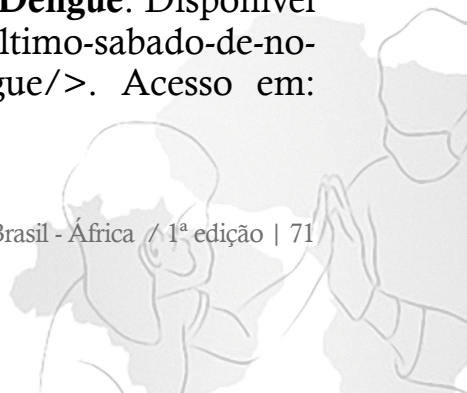 Dengue. Disponível
ltimo-sabado-de-no-
gue/>. Acesso em:
Brasil - África / 1ª edição | 71